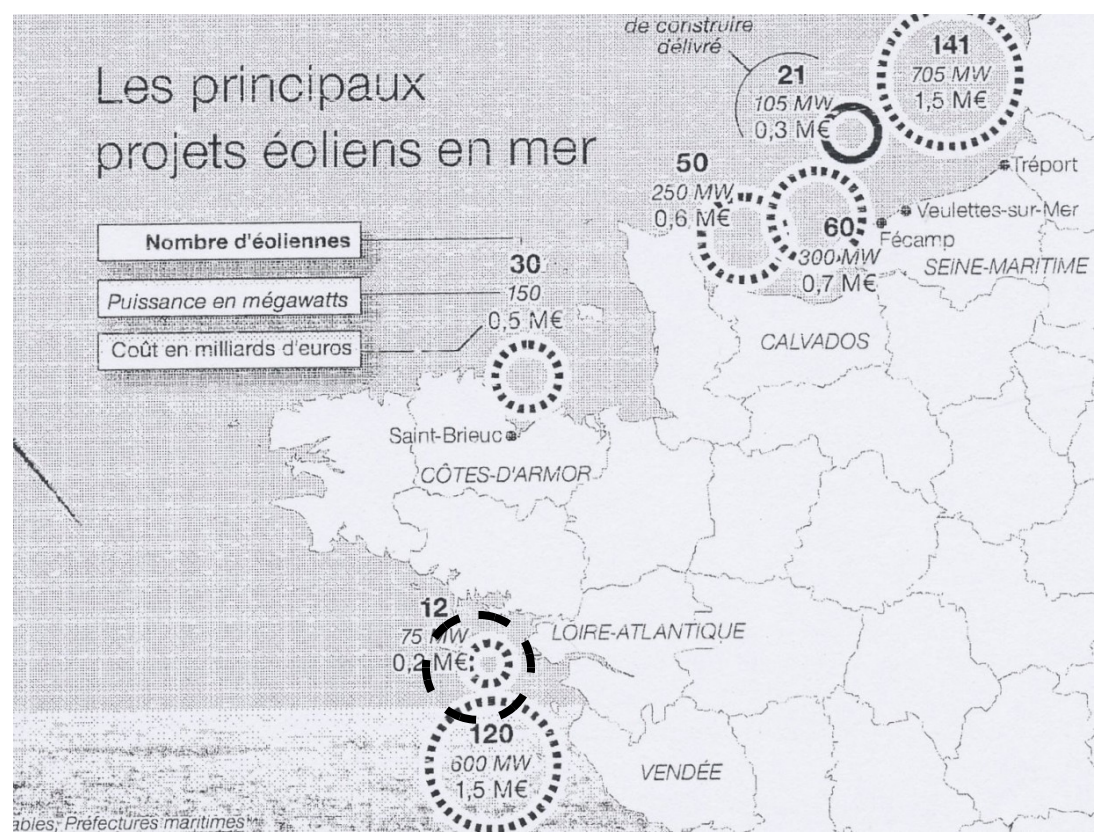 Les principaux
projets éoliens en mer
Nombre d'éoliennes
Puissance en mégawatts
Coût en milliards d'euros
30
150
0,5 M€
de construire
délivré
21
105 MW
0,3 M€
141
705 MW
1,5 M€
50
250 MW
0,6 M€
60
300 MW
0,7 M€
Tréport
Veulettes-sur-Mer
Fécamp
SEINE-MARITIME
CALVADOS
Saint-Brieuc
CÔTES-D'ARMOR
12
75 MW
0,2 M€
LOIRE-ATLANTIQUE
120
600 MW
1,5 M€
VENDÉE
Préfectures maritimes